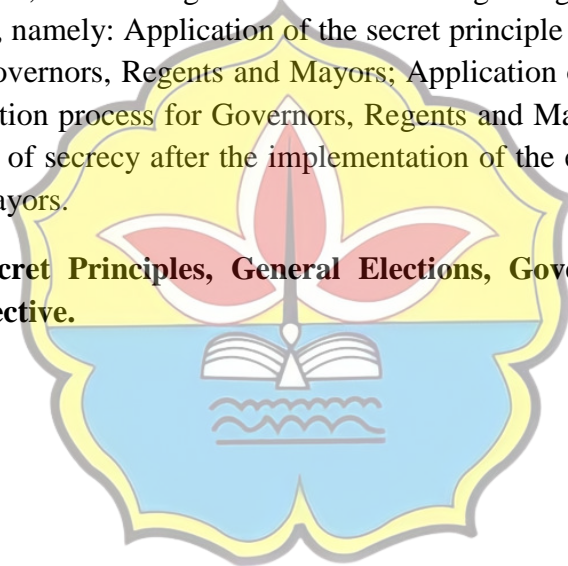 , namely: Application of the secret principle
overnors, Regents and Mayors; Application
tion process for Governors, Regents and Ma
of secrecy after the implementation of the
ayors.
cret Principles, General Elections, Gove
ective.